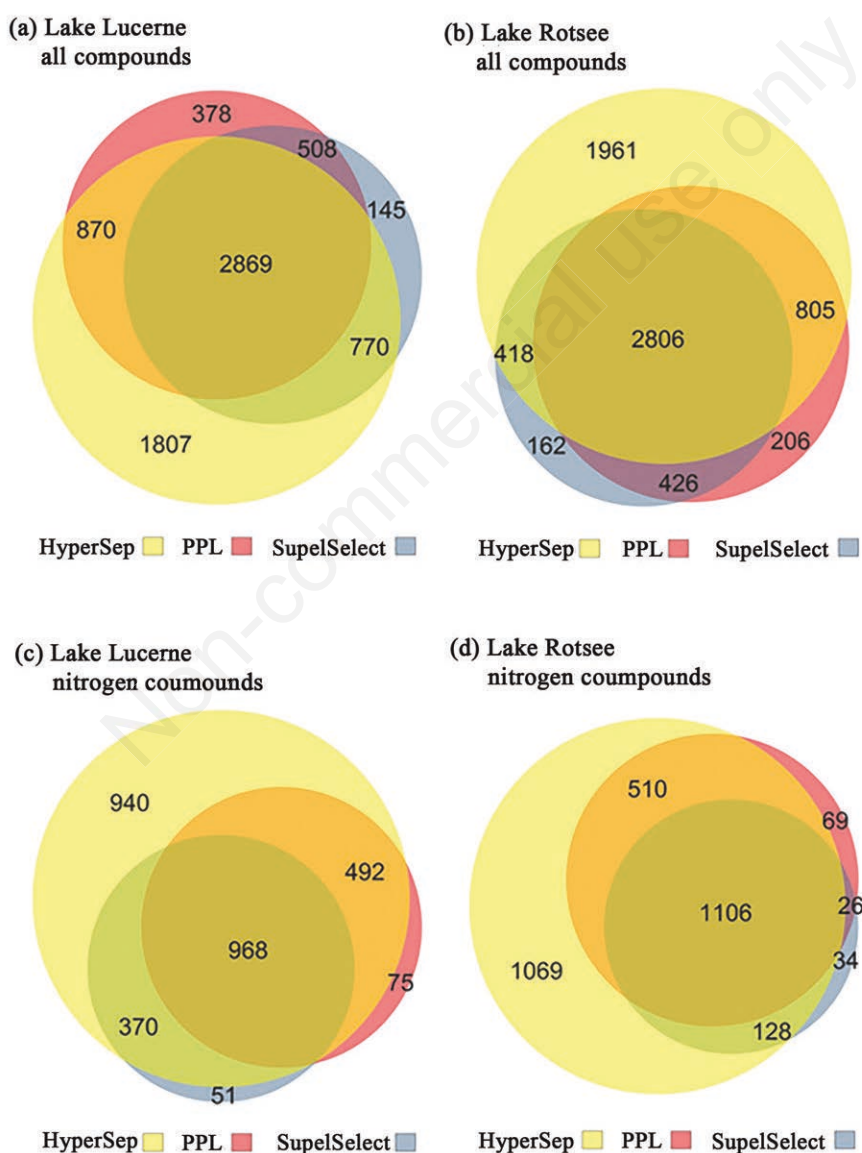 (a) Lake Lucerne
all compounds
378
508
145
870
2869
770
1807
HyperSep PPL SupelSelect
(b) Lake Rotsee
all compounds
1961
805
2806
418
162
206
426
HyperSep PPL SupelSelect
(c) Lake Lucerne
nitrogen coumounds
940
492
968
75
370
51
HyperSep PPL SupelSelect
(d) Lake Rotsee
nitrogen coumpounds
510
69
1106
26
34
1069
128
HyperSep PPL SupelSelect
Non-commercial use only